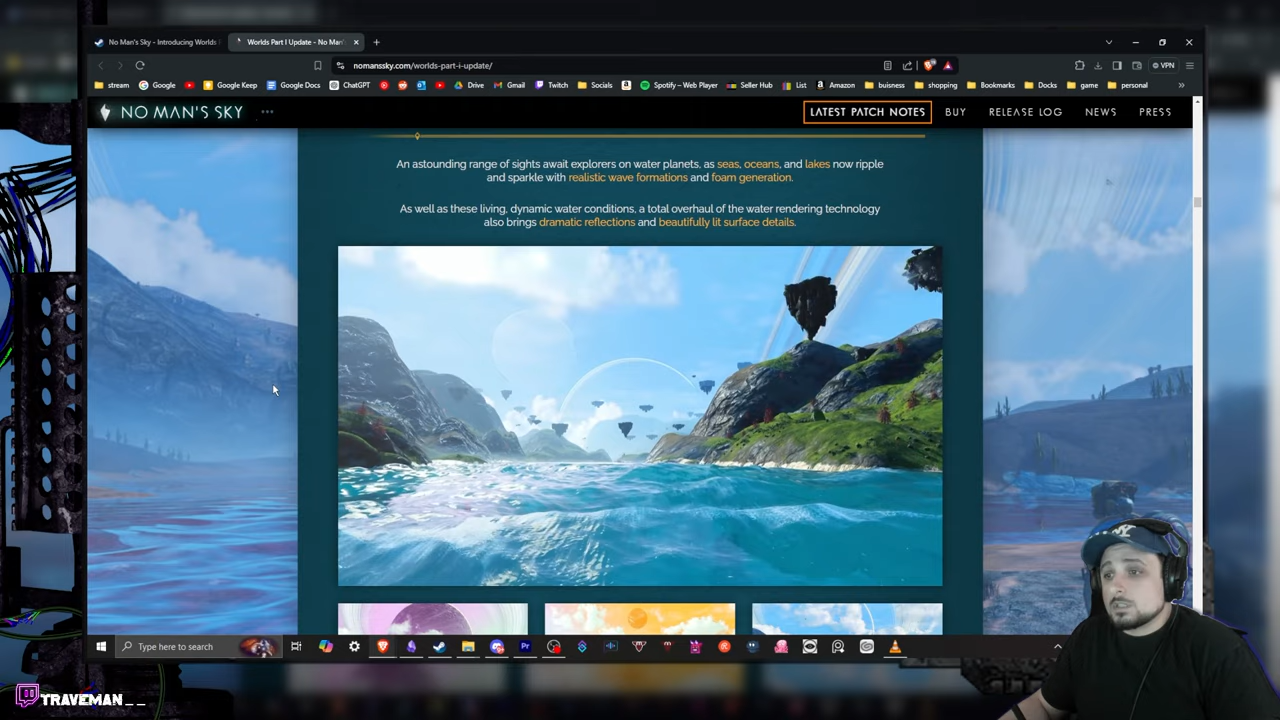 No Man's Sky - Introducing Worlds
Worlds Part I Update - No Man'
nomanssky.com/worlds-part-i-update/
VPN
stream
Google
Google Keep
Google Docs
ChatGPT
Drive
Gmail
Twitch
Socials
Spotify – Web Player
Seller Hub
List
Amazon
buisness
shopping
Bookmarks
Docks
game
personal
NO MAN'S SKY
LATEST PATCH NOTES
BUY
RELEASE LOG
NEWS
PRESS
An astounding range of sights await explorers on water planets, as seas, oceans, and lakes now ripple
and sparkle with realistic wave formations and foam generation.
As well as these living, dynamic water conditions, a total overhaul of the water rendering technology
also brings dramatic reflections and beautifully lit surface details.
Type here to search
Pr
TRAVEMAN__